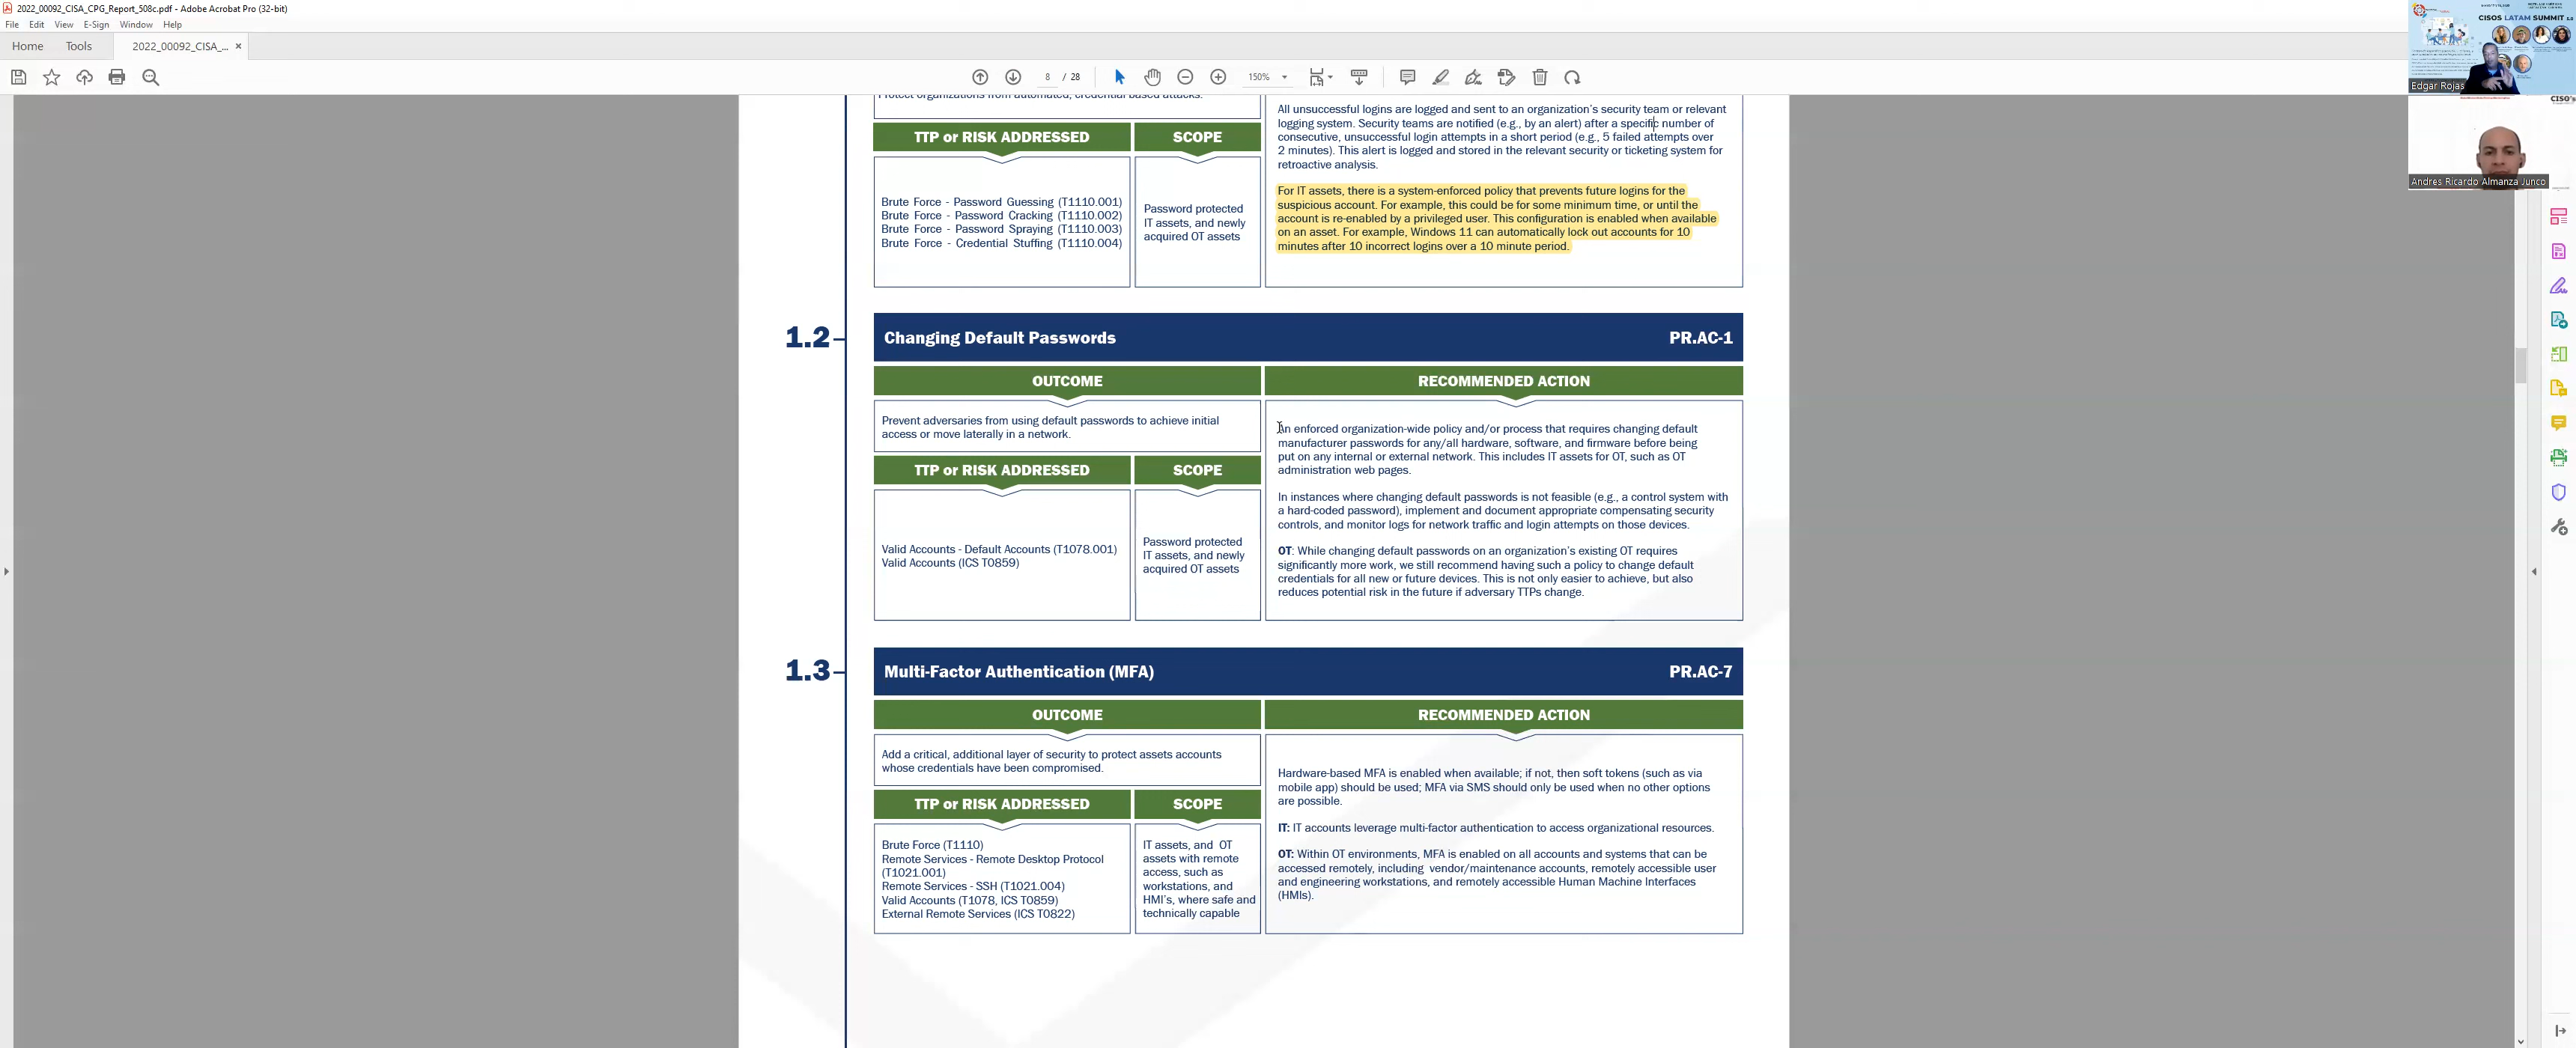 2022_00092_CISA_CPG_Report_508c.pdf - Adobe Acrobat Pro (32-bit)
File Edit View E-Sign Window Help
Home Tools 2022_00092_CISA_... ×
8 / 28 150%
Protect organizations from automated, credential-based attacks.
TTP or RISK ADDRESSED
SCOPE
Brute Force - Password Guessing (T1110.001)
Brute Force - Password Cracking (T1110.002)
Brute Force - Password Spraying (T1110.003)
Brute Force - Credential Stuffing (T1110.004)
Password protected
IT assets, and newly
acquired OT assets
All unsuccessful logins are logged and sent to an organization's security team or relevant
logging system. Security teams are notified (e.g., by an alert) after a specific number of
consecutive, unsuccessful login attempts in a short period (e.g., 5 failed attempts over
2 minutes). This alert is logged and stored in the relevant security or ticketing system for
retroactive analysis.
For IT assets, there is a system-enforced policy that prevents future logins for the
suspicious account. For example, this could be for some minimum time, or until the
account is re-enabled by a privileged user. This configuration is enabled when available
on an asset. For example, Windows 11 can automatically lock out accounts for 10
minutes after 10 incorrect logins over a 10 minute period.
1.2
Changing Default Passwords PR.AC-1
OUTCOME
Prevent adversaries from using default passwords to achieve initial
access or move laterally in a network.
TTP or RISK ADDRESSED
SCOPE
Valid Accounts - Default Accounts (T1078.001)
Valid Accounts (ICS T0859)
Password protected
IT assets, and newly
acquired OT assets
RECOMMENDED ACTION
An enforced organization-wide policy and/or process that requires changing default
manufacturer passwords for any/all hardware, software, and firmware before being
put on any internal or external network. This includes IT assets for OT, such as OT
administration web pages.
In instances where changing default passwords is not feasible (e.g., a control system with
a hard-coded password), implement and document appropriate compensating security
controls, and monitor logs for network traffic and login attempts on those devices.
OT: While changing default passwords on an organization's existing OT requires
significantly more work, we still recommend having such a policy to change default
credentials for all new or future devices. This is not only easier to achieve, but also
reduces potential risk in the future if adversary TTPs change.
1.3
Multi-Factor Authentication (MFA) PR.AC-7
OUTCOME
Add a critical, additional layer of security to protect assets accounts
whose credentials have been compromised.
TTP or RISK ADDRESSED
SCOPE
Brute Force (T1110)
Remote Services - Remote Desktop Protocol
(T1021.001)
Remote Services - SSH (T1021.004)
Valid Accounts (T1078, ICS T0859)
External Remote Services (ICS T0822)
IT assets, and OT
assets with remote
access, such as
workstations, and
HMI's, where safe and
technically capable
RECOMMENDED ACTION
Hardware-based MFA is enabled when available; if not, then soft tokens (such as via
mobile app) should be used; MFA via SMS should only be used when no other options
are possible.
IT: IT accounts leverage multi-factor authentication to access organizational resources.
OT: Within OT environments, MFA is enabled on all accounts and systems that can be
accessed remotely, including vendor/maintenance accounts, remotely accessible user
and engineering workstations, and remotely accessible Human Machine Interfaces
(HMIs).
CISOS LATAM SUMMIT
Edgar Rojas
CISO's
Andres Ricardo Almanza Junco